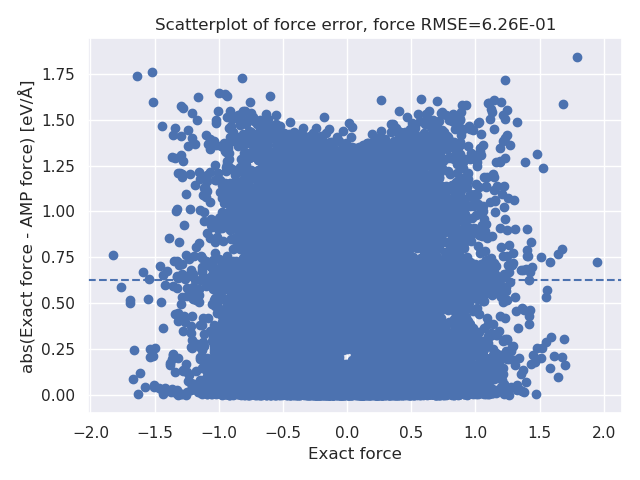 Scatterplot of force error, force RMSE=6.26E-01
abs(Exact force - AMP force) [eV/Å]
1.75
1.50
1.25
1.00
0.75
0.50
0.25
0.00
−2.0 −1.5 −1.0 −0.5 0.0 0.5 1.0 1.5 2.0
Exact force